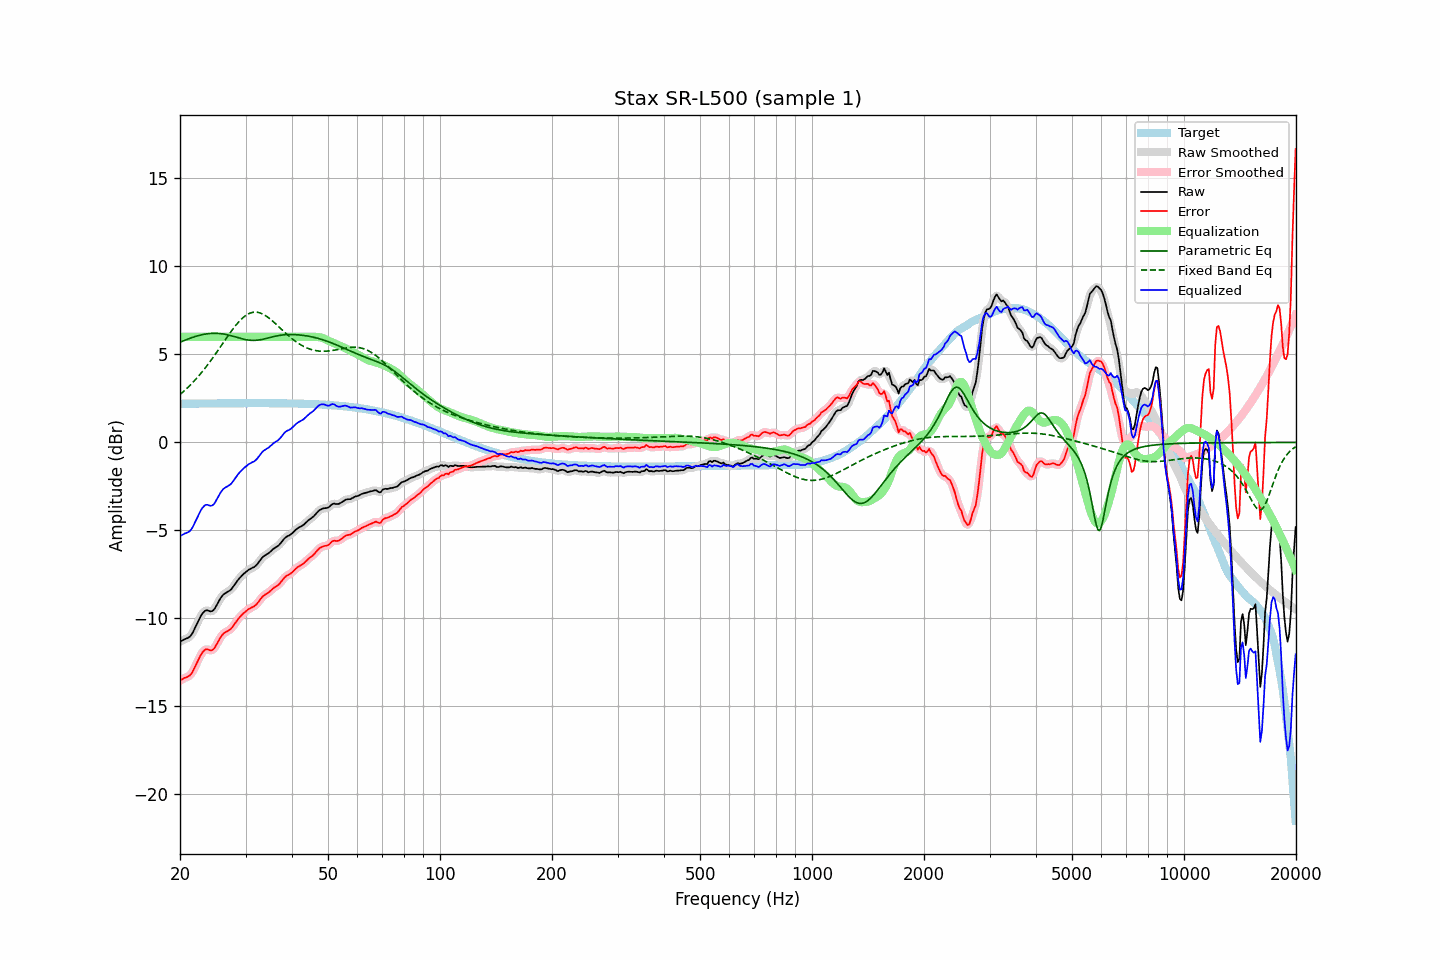 Stax SR-L500 (sample 1)
Target
Raw Smoothed
Error Smoothed
Raw
Error
Equalization
Parametric Eq
Fixed Band Eq
Equalized
Amplitude (dBr)
15
10
5
0
−5
−10
−15
−20
20
50
100
200
500
1000
2000
5000
10000
20000
Frequency (Hz)